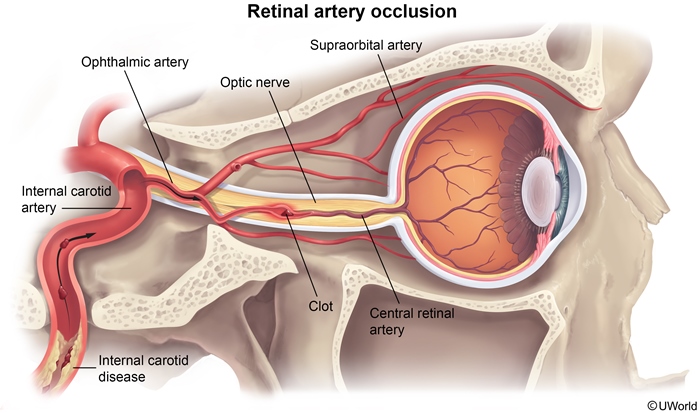 Retinal artery occlusion
Supraorbital artery
Ophthalmic artery
Optic nerve
Internal carotid
artery
Clot
Central retinal
artery
Internal carotid
disease
©UWorld